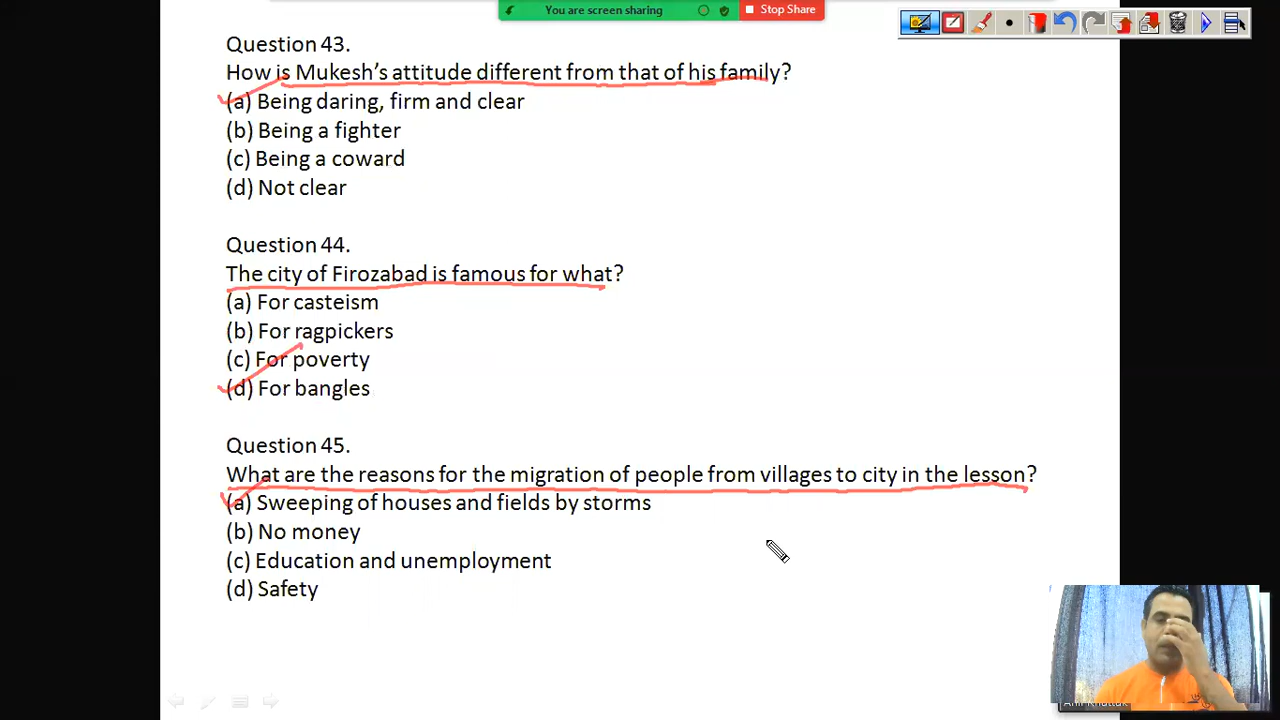 You are screen sharing
Stop Share
Question 43.
How is Mukesh's attitude different from that of his family?
(a) Being daring, firm and clear
(b) Being a fighter
(c) Being a coward
(d) Not clear
Question 44.
The city of Firozabad is famous for what?
(a) For casteism
(b) For ragpickers
(c) For poverty
(d) For bangles
Question 45.
What are the reasons for the migration of people from villages to city in the lesson?
(a) Sweeping of houses and fields by storms
(b) No money
(c) Education and unemployment
(d) Safety